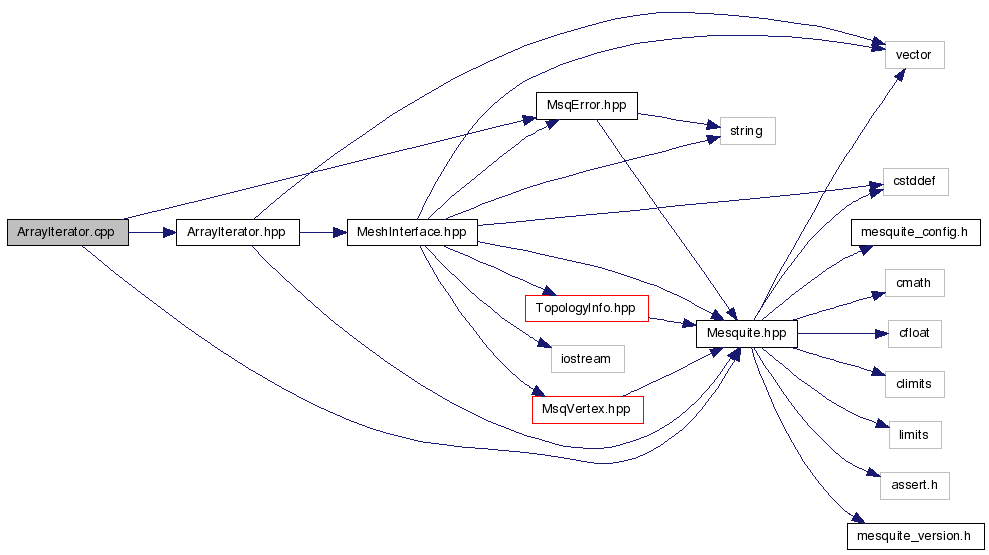 vector
MsqError.hpp
string
cstddef
ArrayIterator.cpp
ArrayIterator.hpp
MeshInterface.hpp
mesquite_config.h
cmath
TopologyInfo.hpp
Mesquite.hpp
cfloat
iostream
climits
MsqVertex.hpp
limits
assert.h
mesquite_version.h